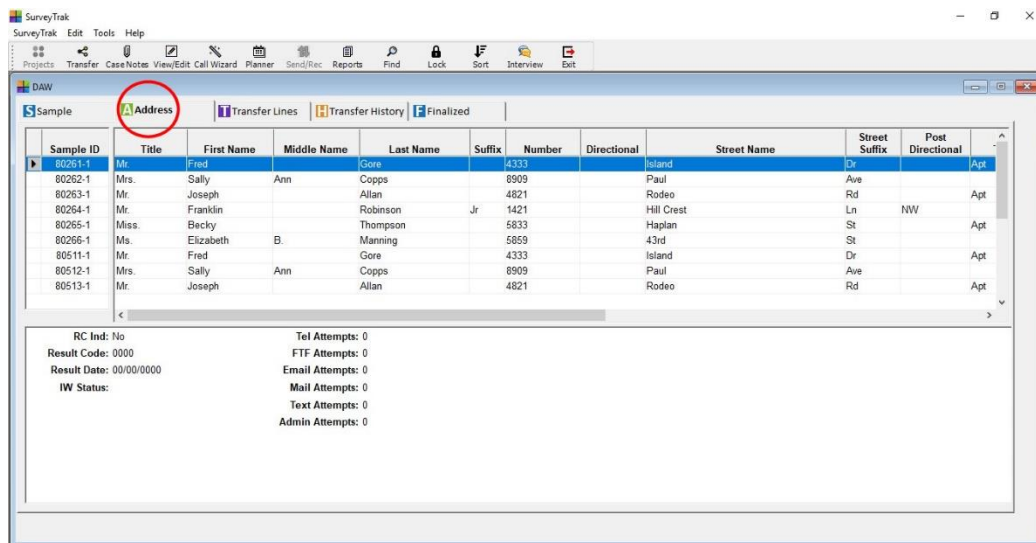 SurveyTrak
SurveyTrak Edit Tools Help
Projects Transfer Case Notes View/Edit Call Wizard Planner Send/Rec Reports Find Lock Sort Interview Exit
DAW
S Sample A Address T Transfer Lines H Transfer History F Finalized
Sample ID Title First Name Middle Name Last Name Suffix Number Directional Street Name Street Suffix Post Directional
80261-1 Mr. Fred Gore 4333 Island Dr Apt
80262-1 Mrs. Sally Ann Copps 8909 Paul Ave
80263-1 Mr. Joseph Allan 4821 Rodeo Rd Apt
80264-1 Mr. Franklin Robinson Jr 1421 Hill Crest Ln NW
80265-1 Miss. Becky Thompson 5833 Haplan St Apt
80266-1 Ms. Elizabeth B. Manning 5859 43rd St
80511-1 Mr. Fred Gore 4333 Island Dr Apt
80512-1 Mrs. Sally Ann Copps 8909 Paul Ave
80513-1 Mr. Joseph Allan 4821 Rodeo Rd Apt
RC Ind: No Tel Attempts: 0
Result Code: 0000 FTF Attempts: 0
Result Date: 00/00/0000 Email Attempts: 0
IW Status: Mail Attempts: 0
Text Attempts: 0
Admin Attempts: 0